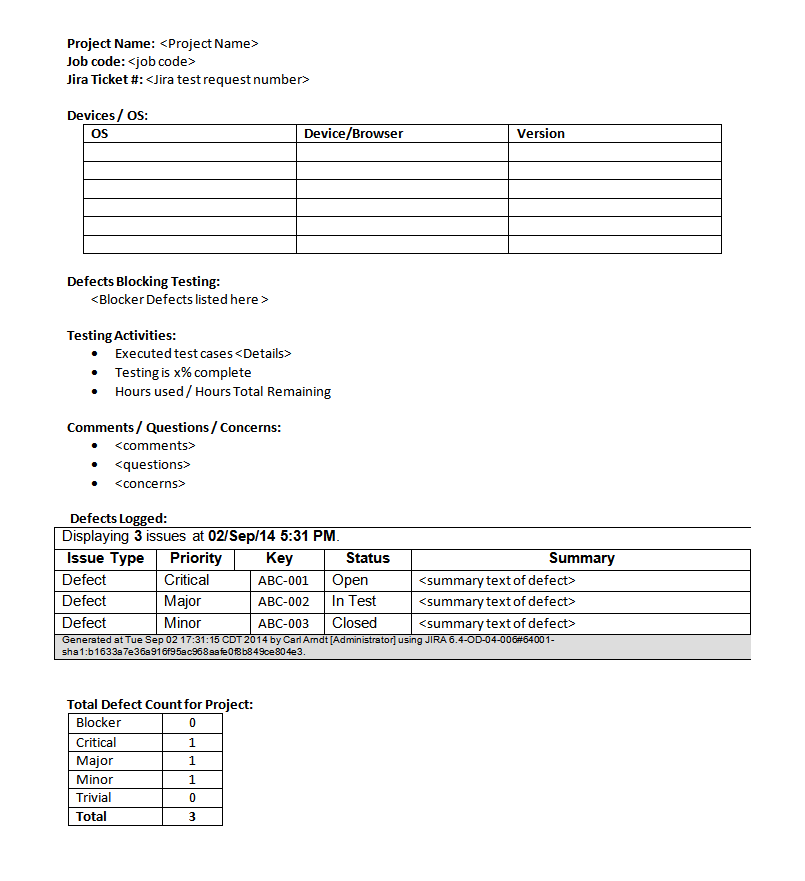 Project Name: <Project Name>
Job code: <job code>
Jira Ticket #: <Jira test request number>
Devices / OS:
OS Device/Browser Version
Defects Blocking Testing:
<Blocker Defects listed here >
Testing Activities:
• Executed test cases <Details>
• Testing is x% complete
• Hours used / Hours Total Remaining
Comments / Questions / Concerns:
• <comments>
• <questions>
• <concerns>
Defects Logged:
Displaying 3 issues at 02/Sep/14 5:31 PM.
Issue Type Priority Key Status Summary
Defect Critical ABC-001 Open <summary text of defect>
Defect Major ABC-002 In Test <summary text of defect>
Defect Minor ABC-003 Closed <summary text of defect>
Generated at Tue Sep 02 17:31:15 CDT 2014 by Carl Arndt [Administrator] using JIRA 6.4-OD-04-006#64001-
sha1:b1633a7e36a916f95ac968aafe0f8b849ce804e3.
Total Defect Count for Project:
Blocker 0
Critical 1
Major 1
Minor 1
Trivial 0
Total 3